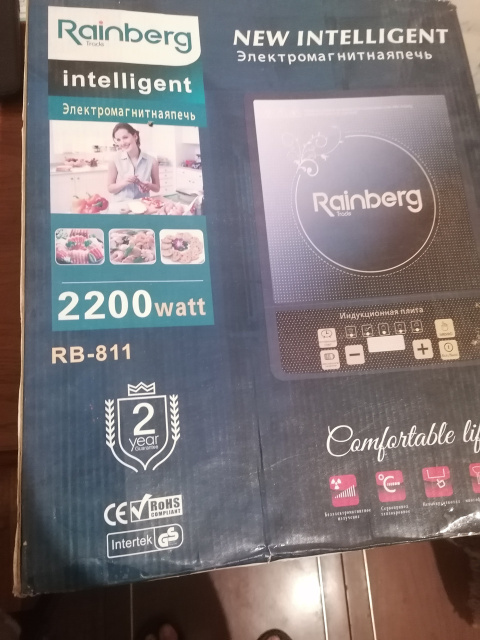 Rainberg
Trade
intelligent
Электромагнитнаяпечь
2200watt
RB-811
2
year
Guarantee
CE
RoHS
COMPLIANT
Intertek GS
NEW INTELLIGENT
Электромагнитнаяпечь
Rainberg
Trade
Индукционная плита
Comfortable lif